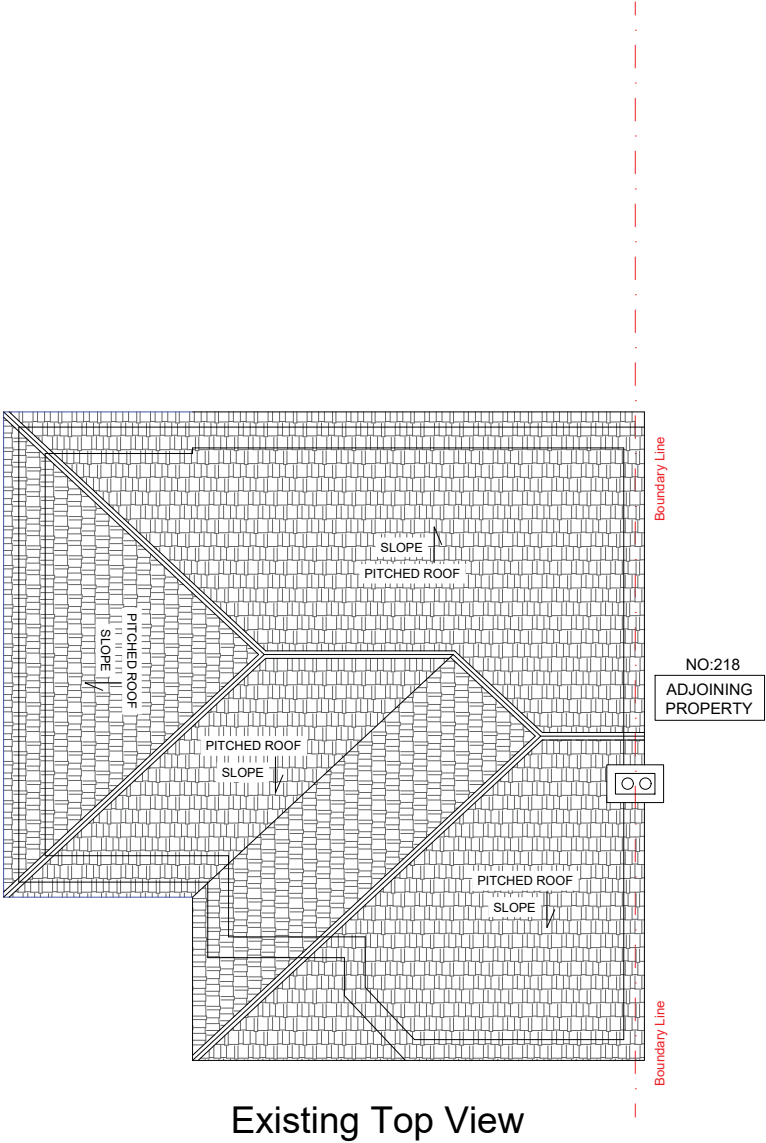 Boundary Line
SLOPE
PITCHED ROOF
PITCHED ROOF
SLOPE
NO:218
ADJOINING
PROPERTY
PITCHED ROOF
SLOPE
PITCHED ROOF
SLOPE
Boundary Line
Existing Top View